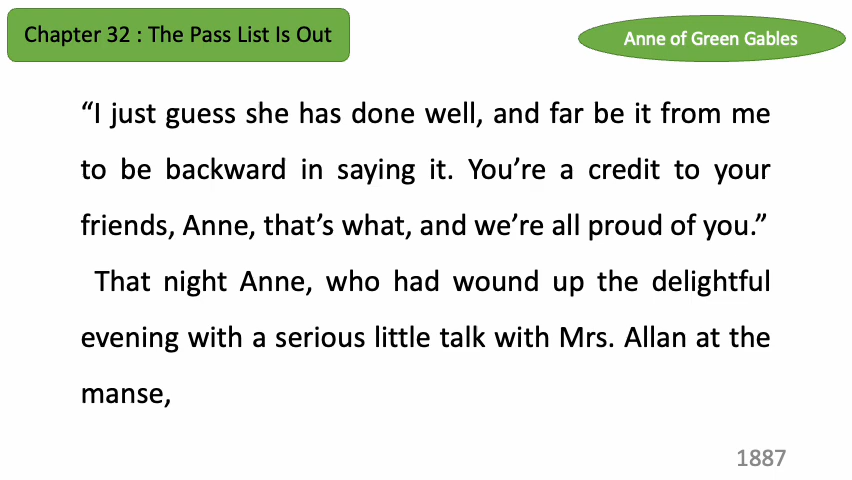 Chapter 32 : The Pass List Is Out
Anne of Green Gables
“I just guess she has done well, and far be it from me
to be backward in saying it. You’re a credit to your
friends, Anne, that’s what, and we’re all proud of you.”
That night Anne, who had wound up the delightful
evening with a serious little talk with Mrs. Allan at the
manse,
1887